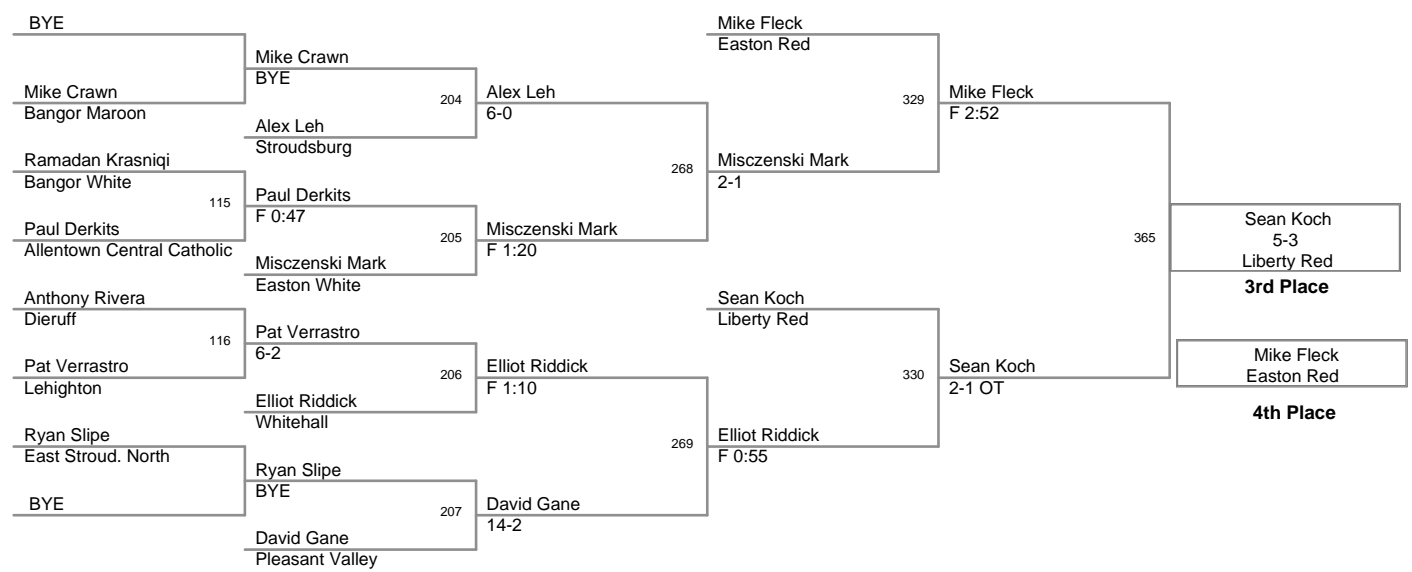 BYE
Mike Crawn
Bangor Maroon
Ramadan Krasniqi
Bangor White
115
Paul Derkits
Allentown Central Catholic
Anthony Rivera
Dieruff
116
Pat Verrastro
Lehighton
Ryan Slipe
East Stroud. North
BYE
Mike Crawn
BYE
204
Alex Leh
Stroudsburg
Paul Derkits
F 0:47
205
Misczenski Mark
Easton White
Pat Verrastro
6-2
206
Elliot Riddick
Whitehall
Ryan Slipe
BYE
207
David Gane
Pleasant Valley
Alex Leh
6-0
268
Misczenski Mark
F 1:20
Elliot Riddick
F 1:10
269
David Gane
14-2
Mike Fleck
Easton Red
329
Misczenski Mark
2-1
Sean Koch
Liberty Red
330
Elliot Riddick
F 0:55
Mike Fleck
F 2:52
365
Sean Koch
2-1 OT
Sean Koch
5-3
Liberty Red
3rd Place
Mike Fleck
Easton Red
4th Place